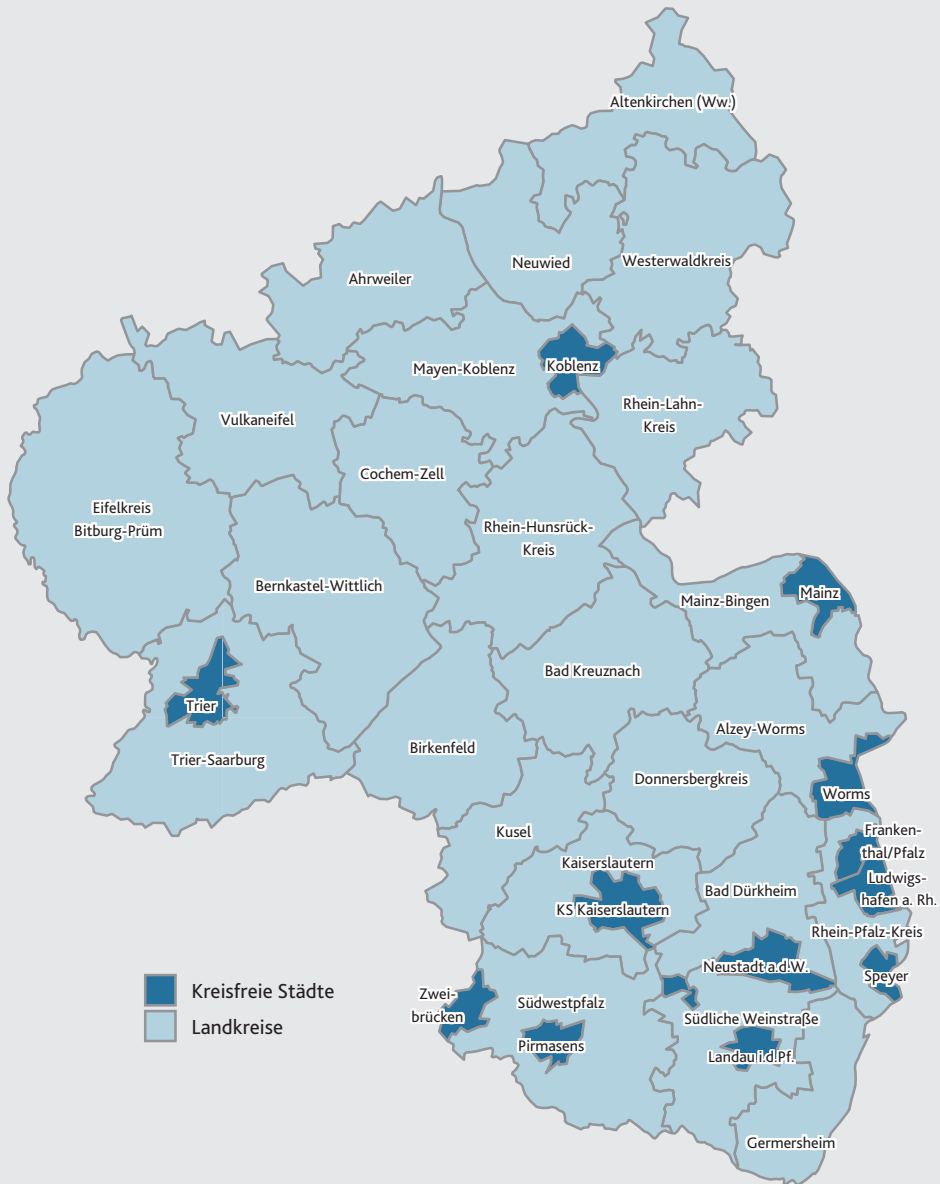 Altenkirchen (Ww.)
Neuwied
Westerwaldkreis
Ahrweiler
Mayen-Koblenz
Koblenz
Rhein-Lahn-
Kreis
Vulkaneifel
Cochem-Zell
Eifelkreis
Bitburg-Prüm
Rhein-Hunsrück-
Kreis
Bernkastel-Wittlich
Mainz-Bingen
Mainz
Bad Kreuznach
Trier
Trier-Saarburg
Birkenfeld
Alzey-Worms
Donnersbergkreis
Worms
Kusel
Franken-
thal/Pfalz
Kaiserslautern
Ludwigs-
hafen a. Rh.
Bad Dürkheim
KS Kaiserslautern
Rhein-Pfalz-Kreis
Neustadt a.d.W.
Speyer
Zwei-
brücken
Südwestpfalz
Südliche Weinstraße
Pirmasens
Landau i.d.Pf.
Germersheim
Kreisfreie Städte
Landkreise